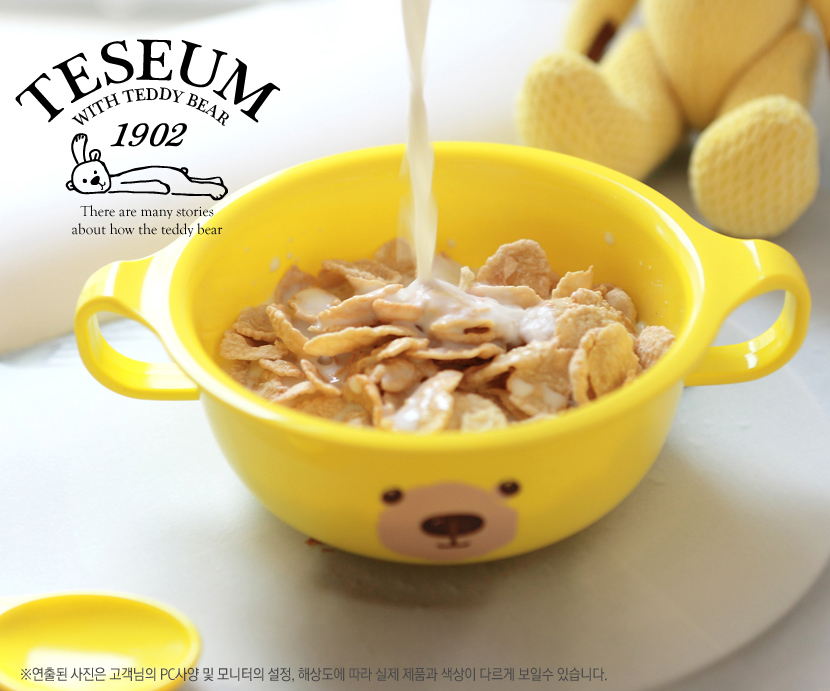 TESEUM
WITH TEDDY BEAR
1902
There are many stories
about how the teddy bear
※연출된 사진은 고객님의 PC사양 및 모니터의 설정, 해상도에 따라 실제 제품과 색상이 다르게 보일수 있습니다.